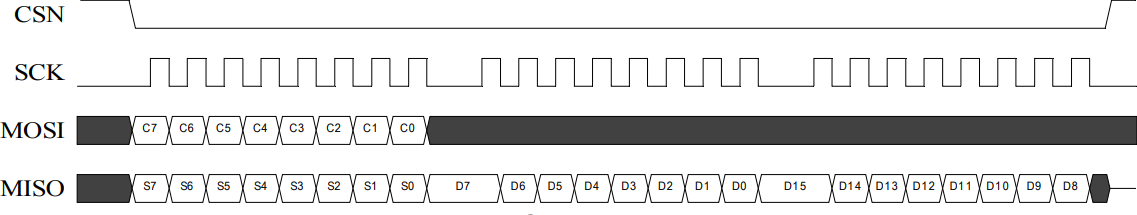 CSN
SCK
MOSI C7 C6 C5 C4 C3 C2 C1 C0
MISO S7 S6 S5 S4 S3 S2 S1 S0 D7 D6 D5 D4 D3 D2 D1 D0 D15 D14 D13 D12 D11 D10 D9 D8